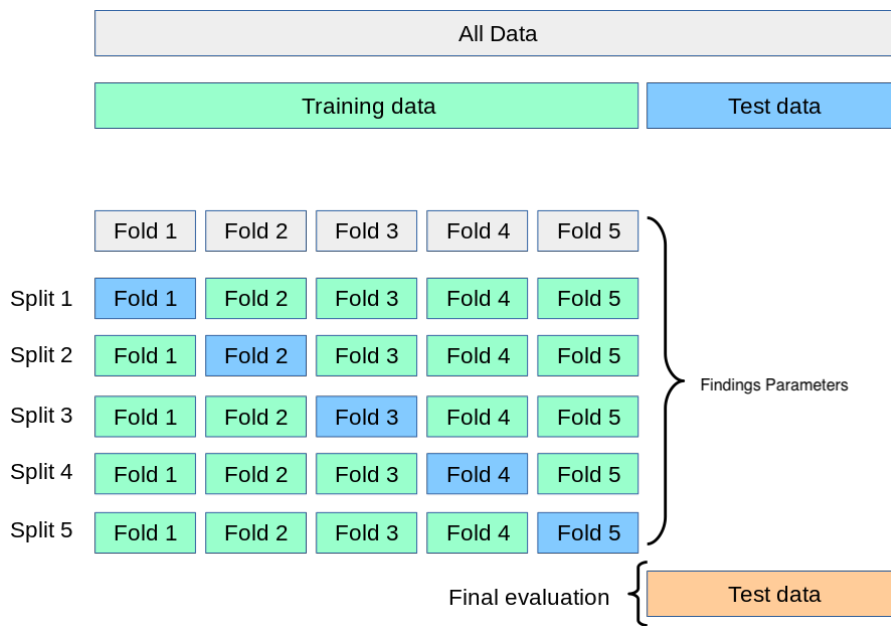 All Data
Training data Test data
Fold 1 Fold 2 Fold 3 Fold 4 Fold 5
Split 1 Fold 1 Fold 2 Fold 3 Fold 4 Fold 5
Split 2 Fold 1 Fold 2 Fold 3 Fold 4 Fold 5
Findings Parameters
Split 3 Fold 1 Fold 2 Fold 3 Fold 4 Fold 5
Split 4 Fold 1 Fold 2 Fold 3 Fold 4 Fold 5
Split 5 Fold 1 Fold 2 Fold 3 Fold 4 Fold 5
Final evaluation Test data